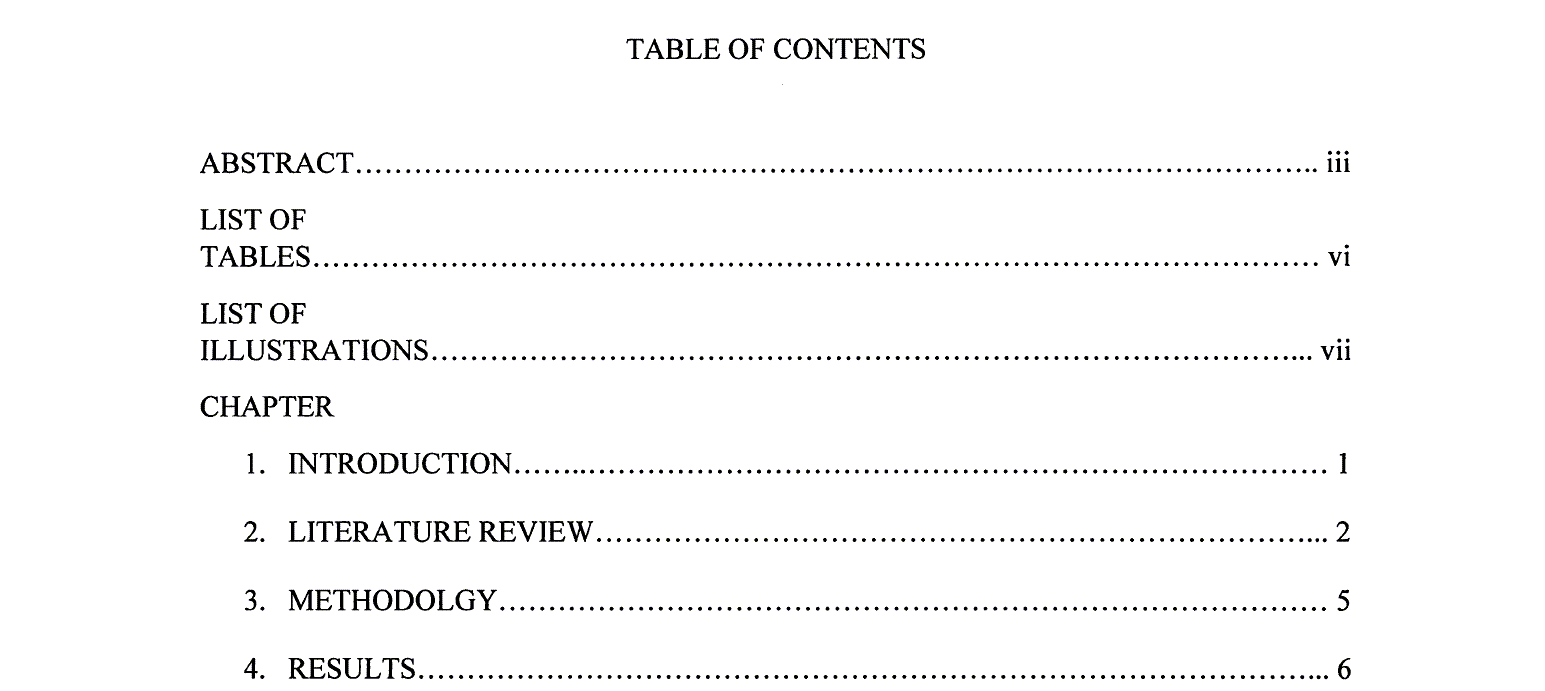 TABLE OF CONTENTS
ABSTRACT…………………………………………………………………………………….. iii
LIST OF
TABLES………………………………………………………………………………………… vi
LIST OF
ILLUSTRATIONS……………………………………………………………………………... vii
CHAPTER
1. INTRODUCTION……..………………………………………………………………… 1
2. LITERATURE REVIEW………………………………………………………………... 2
3. METHODOLGY………………………………………………………………………… 5
4. RESULTS………………………………………………………………………………... 6